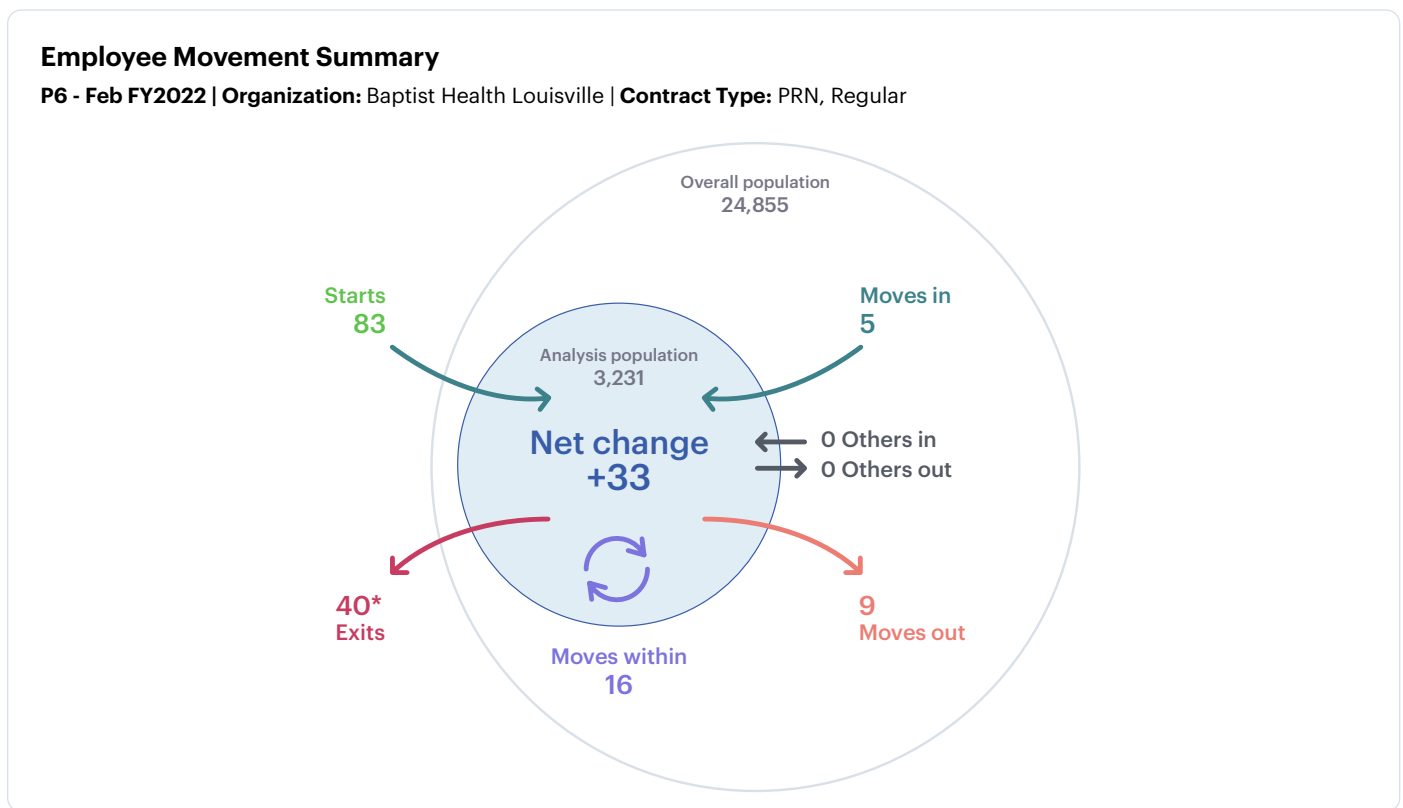 Employee Movement Summary
P6 - Feb FY2022 | Organization: Baptist Health Louisville | Contract Type: PRN, Regular
Overall population
24,855
Starts
83
Moves in
5
Analysis population
3,231
Net change
+33
0 Others in
0 Others out
40*
Exits
9
Moves out
Moves within
16